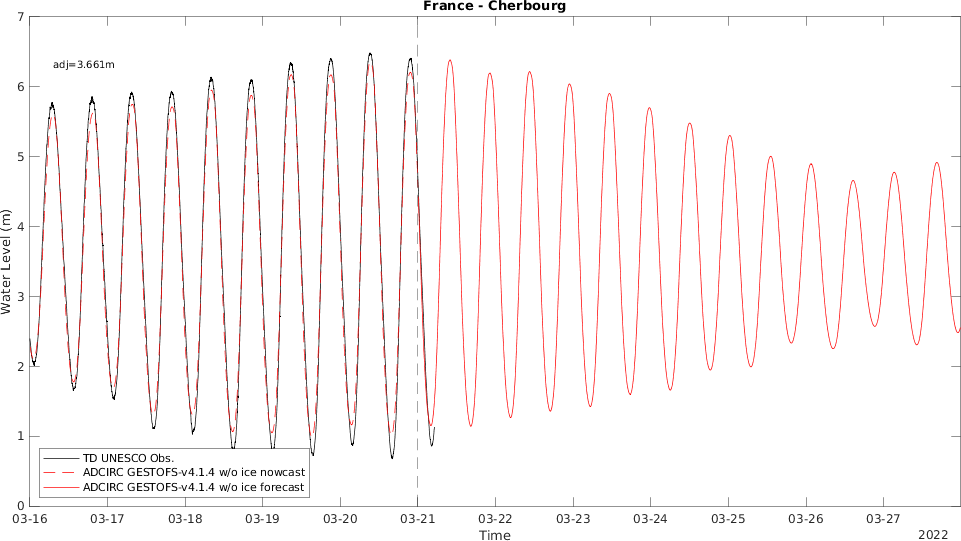 France - Cherbourg
adj=3.661m
Water Level (m)
7
6
5
4
3
2
1
0
TD UNESCO Obs.
ADCIRC GESTOFS-v4.1.4 w/o ice nowcast
ADCIRC GESTOFS-v4.1.4 w/o ice forecast
03-16 03-17 03-18 03-19 03-20 03-21 03-22 03-23 03-24 03-25 03-26 03-27
Time
2022